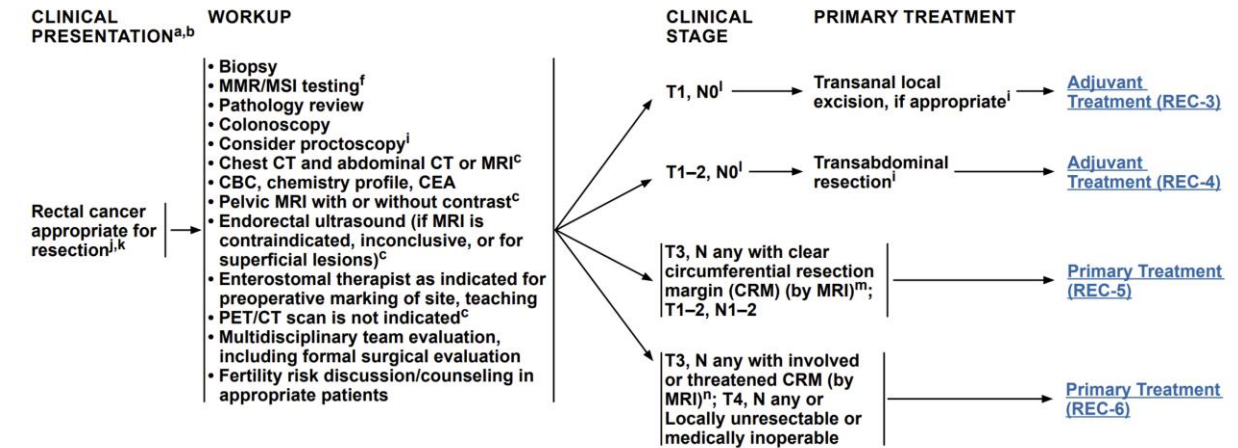 CLINICAL PRESENTATIONa,b
WORKUP
CLINICAL STAGE
PRIMARY TREATMENT
Rectal cancer
appropriate for
resectionj,k
• Biopsy
• MMR/MSI testingf
• Pathology review
• Colonoscopy
• Consider proctoscopyi
• Chest CT and abdominal CT or MRIc
• CBC, chemistry profile, CEA
• Pelvic MRI with or without contrastc
• Endorectal ultrasound (if MRI is
contraindicated, inconclusive, or for
superficial lesions)c
• Enterostomal therapist as indicated for
preoperative marking of site, teaching
• PET/CT scan is not indicatedc
• Multidisciplinary team evaluation,
including formal surgical evaluation
• Fertility risk discussion/counseling in
appropriate patients
T1, N0l
Transanal local
excision, if appropriatei
Adjuvant
Treatment (REC-3)
T1–2, N0l
Transabdominal
resectioni
Adjuvant
Treatment (REC-4)
T3, N any with clear
circumferential resection
margin (CRM) (by MRI)m;
T1–2, N1–2
Primary Treatment
(REC-5)
T3, N any with involved
or threatened CRM (by
MRI)n; T4, N any or
Locally unresectable or
medically inoperable
Primary Treatment
(REC-6)